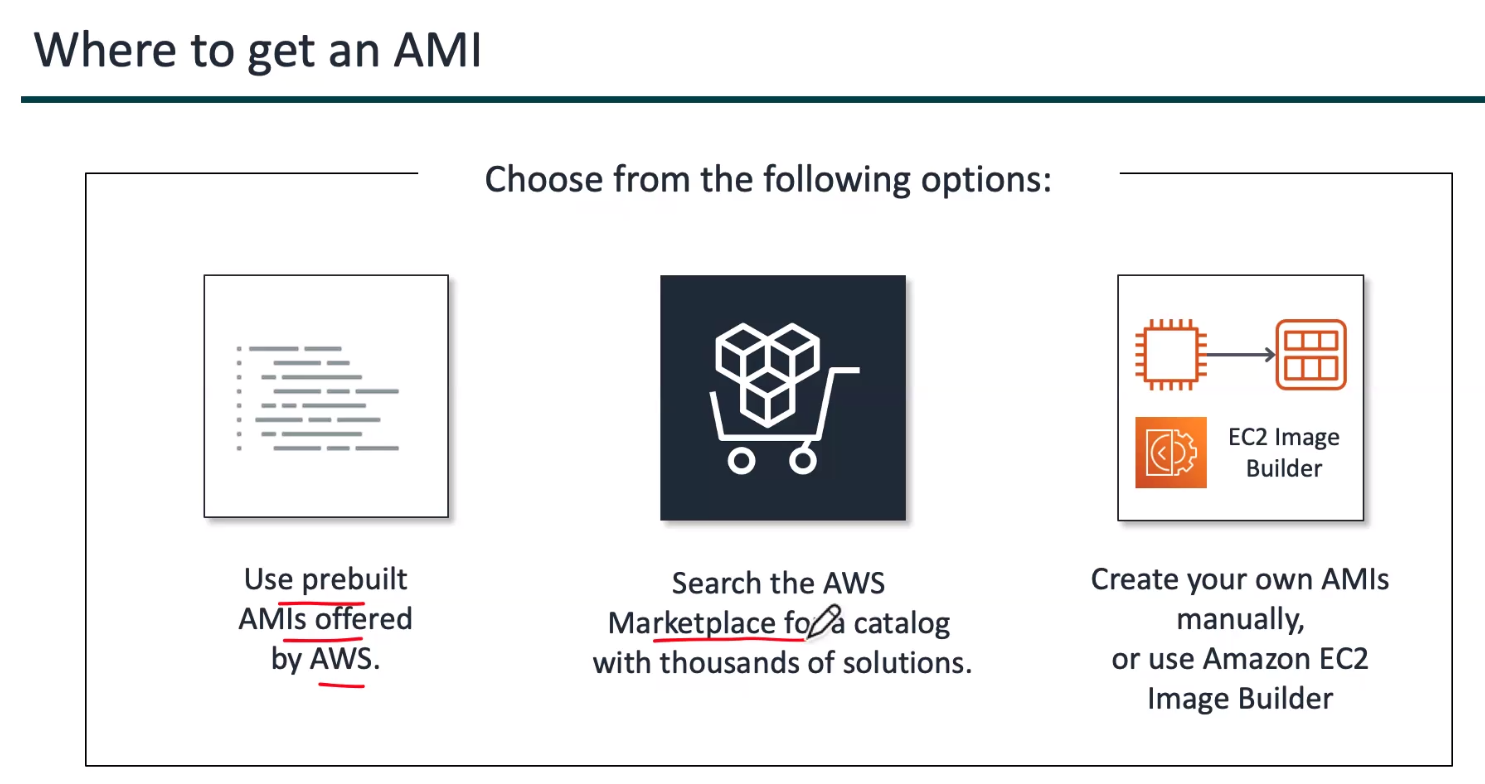 Where to get an AMI
Choose from the following options:
EC2 Image
Builder
Use prebuilt
AMIs offered
by AWS.
Search the AWS
Marketplace for a catalog
with thousands of solutions.
Create your own AMIs
manually,
or use Amazon EC2
Image Builder